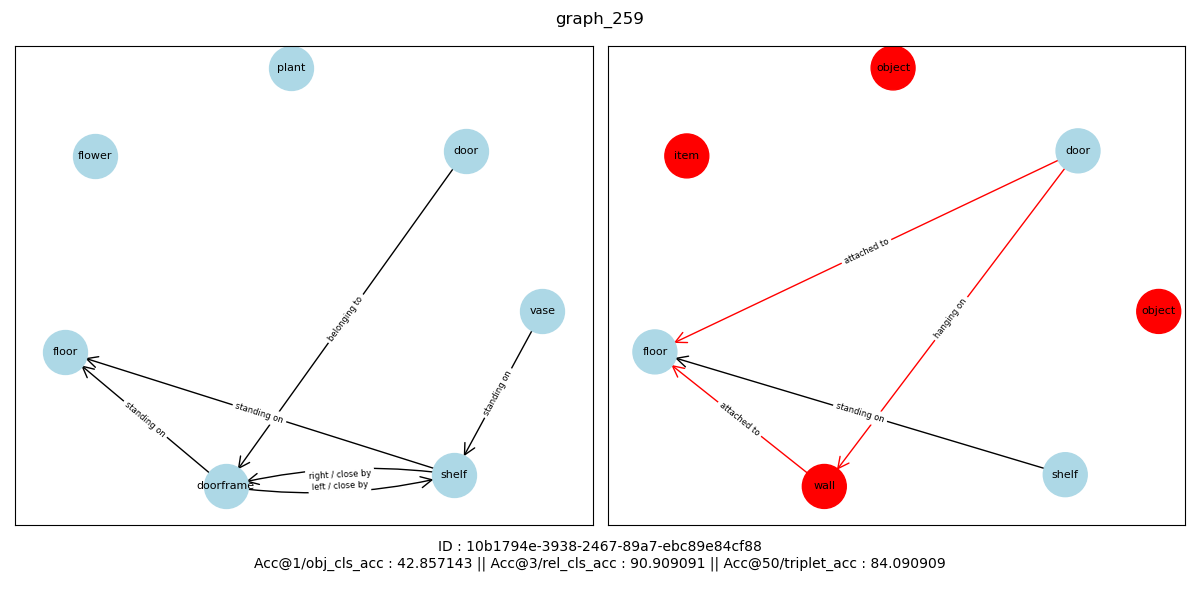 graph_259
plant
flower
door
belonging to
vase
floor
standing on
standing on
standing on
right / close by
left / close by
doorframe
shelf
object
item
door
attached to
hanging on
object
floor
attached to
standing on
wall
shelf
ID : 10b1794e-3938-2467-89a7-ebc89e84cf88
Acc@1/obj_cls_acc : 42.857143 || Acc@3/rel_cls_acc : 90.909091 || Acc@50/triplet_acc : 84.090909